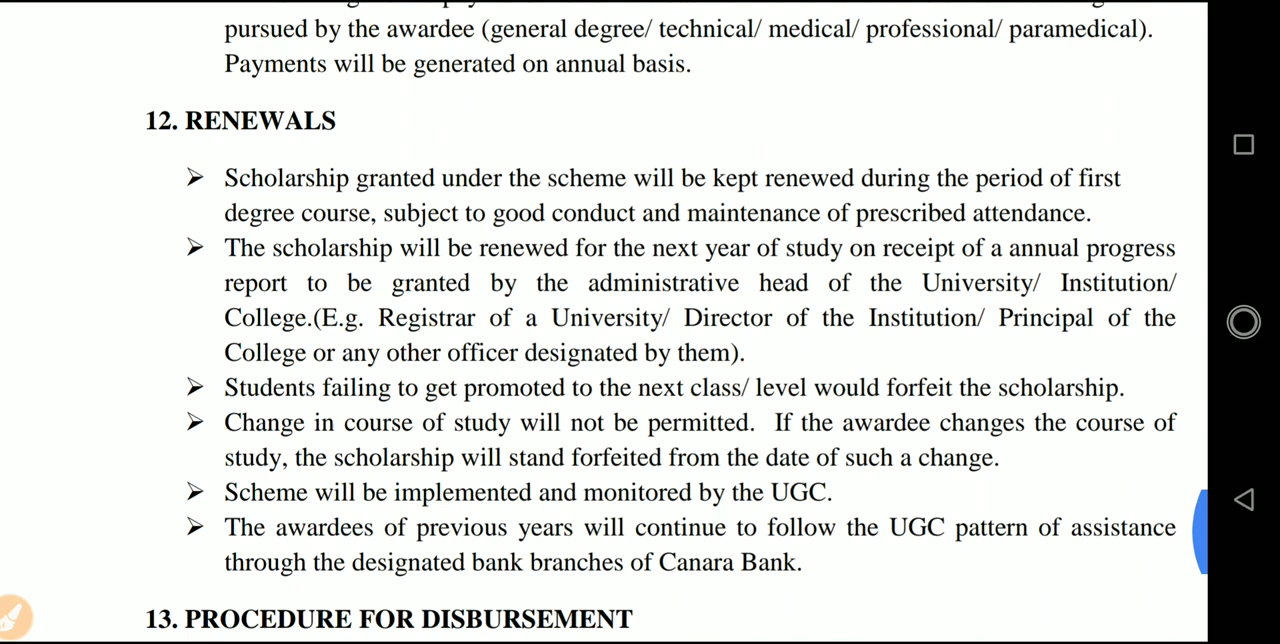 pursued by the awardee (general degree/ technical/ medical/ professional/ paramedical).
Payments will be generated on annual basis.
12. RENEWALS
➢ Scholarship granted under the scheme will be kept renewed during the period of first
degree course, subject to good conduct and maintenance of prescribed attendance.
➢ The scholarship will be renewed for the next year of study on receipt of a annual progress
report to be granted by the administrative head of the University/ Institution/
College.(E.g. Registrar of a University/ Director of the Institution/ Principal of the
College or any other officer designated by them).
➢ Students failing to get promoted to the next class/ level would forfeit the scholarship.
➢ Change in course of study will not be permitted.  If the awardee changes the course of
study, the scholarship will stand forfeited from the date of such a change.
➢ Scheme will be implemented and monitored by the UGC.
➢ The awardees of previous years will continue to follow the UGC pattern of assistance
through the designated bank branches of Canara Bank.
13. PROCEDURE FOR DISBURSEMENT